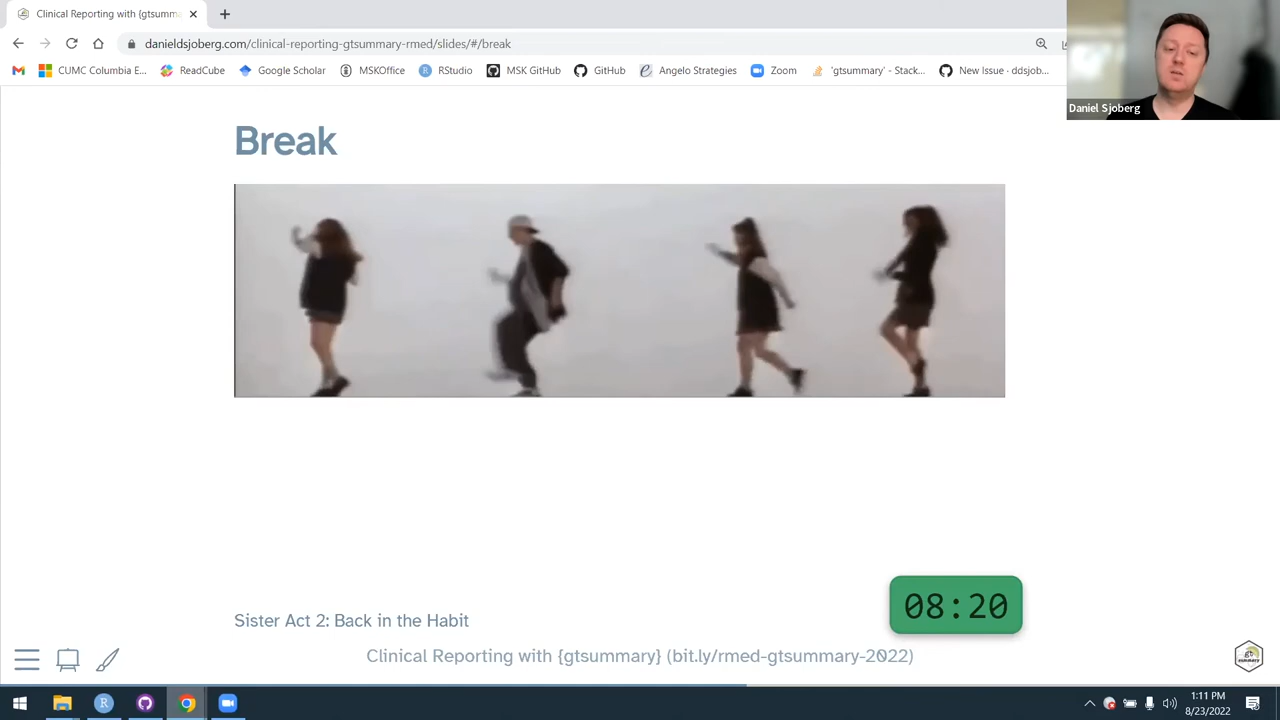 Clinical Reporting with {gtsumm
danieldsjoberg.com/clinical-reporting-gtsummary-rmed/slides/#/break
CUMC Columbia E...
ReadCube
Google Scholar
MSKOffice
RStudio
MSK GitHub
GitHub
Angelo Strategies
Zoom
'gtsummary' - Stack...
New Issue · ddsjob...
Daniel Sjoberg
Break
08:20
Sister Act 2: Back in the Habit
Clinical Reporting with {gtsummary} (bit.ly/rmed-gtsummary-2022)
gt
summary
1:11 PM
8/23/2022